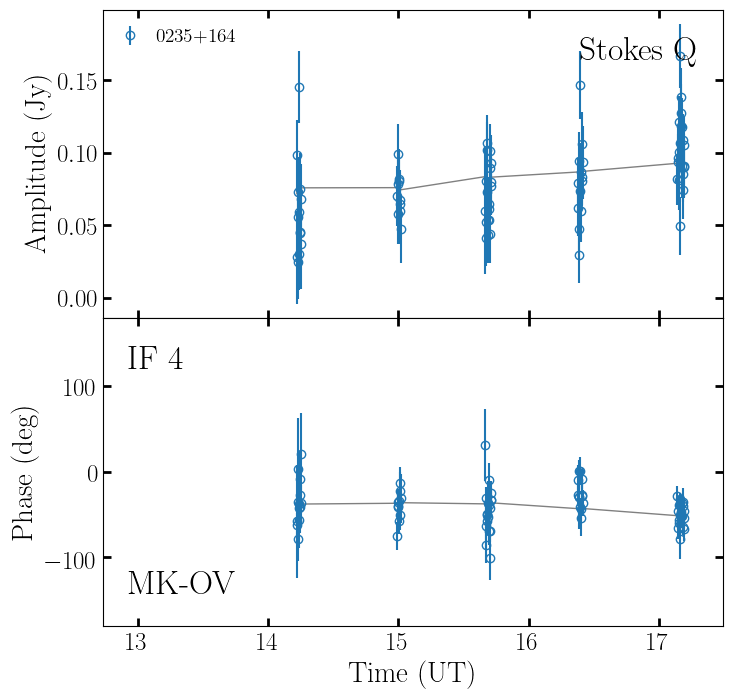 0235+164
Stokes Q
Amplitude (Jy)
0.15
0.10
0.05
0.00
IF 4
Phase (deg)
100
0
−100
MK-OV
13 14 15 16 17
Time (UT)